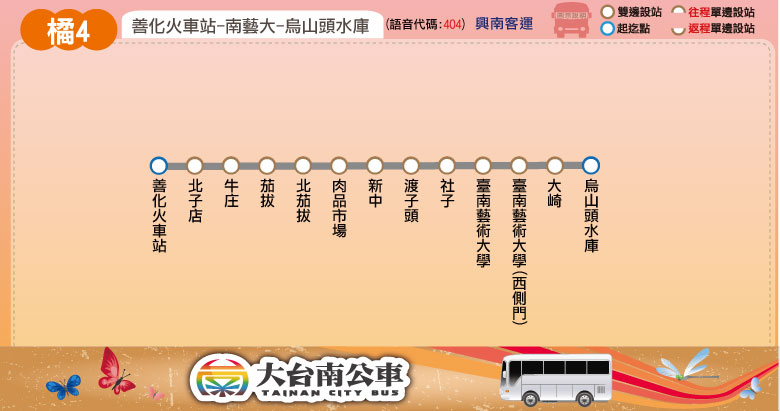 橘4
善化火車站-南藝大-烏山頭水庫
(語音代碼:404)
興南客運
雙邊設站
往程單邊設站
起迄點
返程單邊設站
善化火車站
北子店
牛庄
茄拔
北茄拔
肉品市場
新中
渡子頭
社子
臺南藝術大學
臺南藝術大學(西側門)
大崎
烏山頭水庫
大台南公車
TAINAN CITY BUS